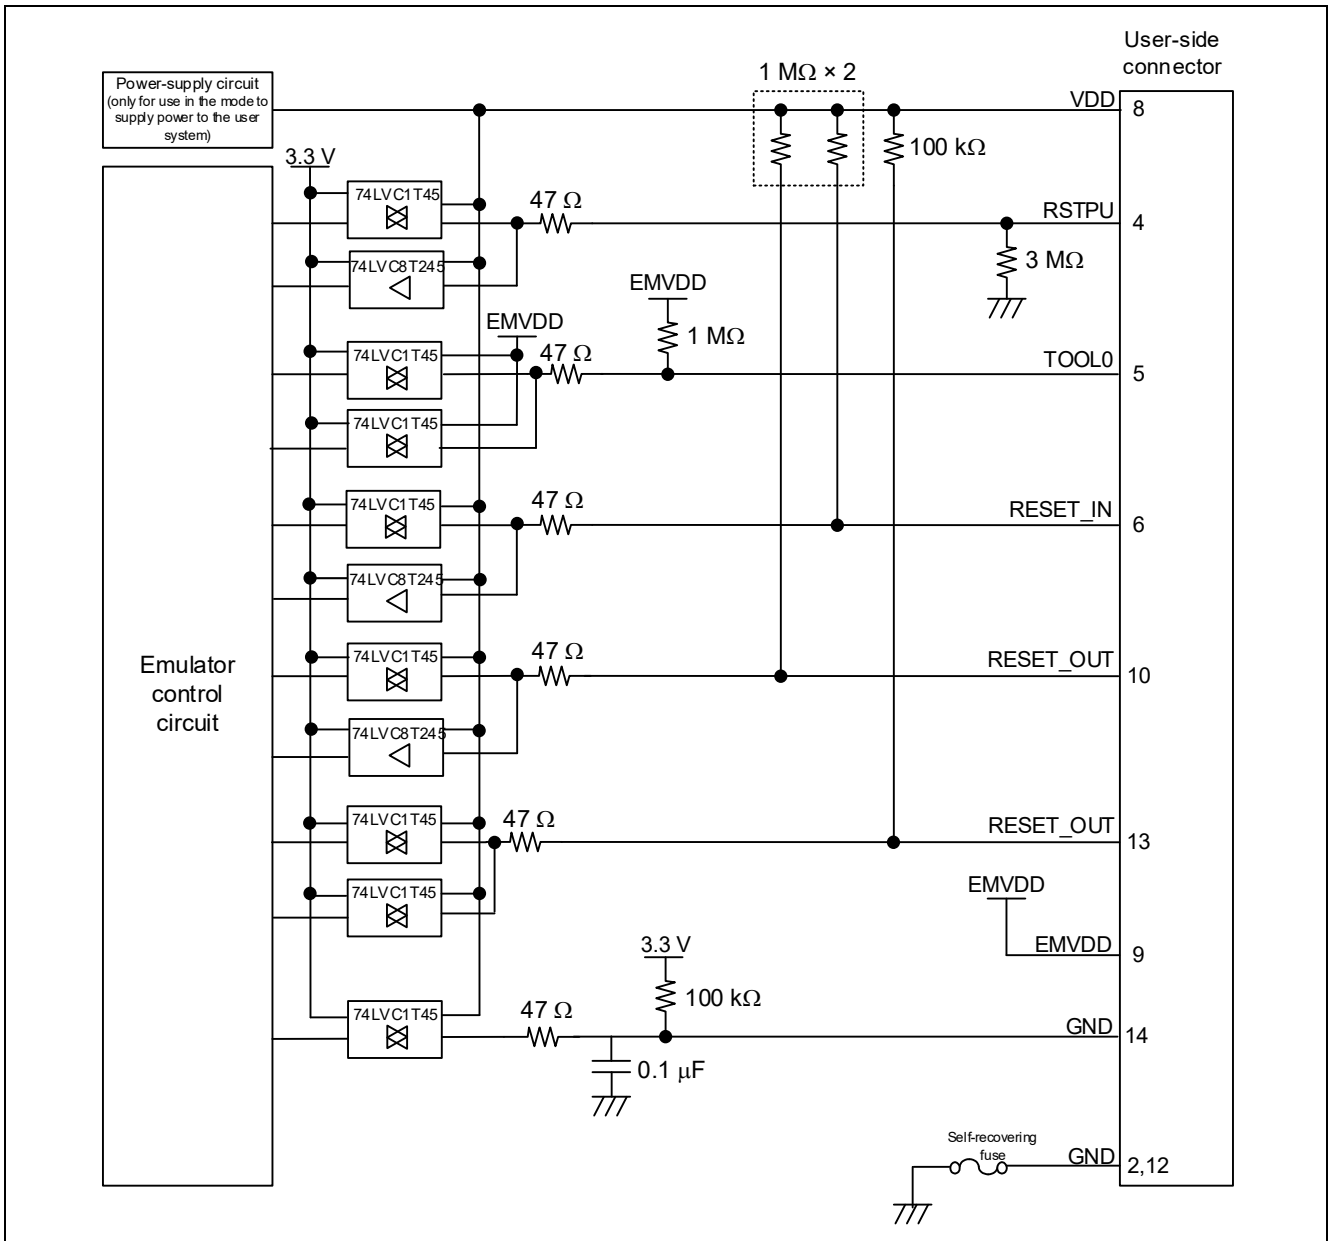 User-side
connector
Power-supply circuit
(only for use in the mode to
supply power to the user
system)
1 MΩ × 2
VDD
8
3.3 V
100 kΩ
74LVC1T45
47 Ω
RSTPU
4
74LVC8T245
3 MΩ
EMVDD
EMVDD
1 MΩ
74LVC1T45
47 Ω
TOOL0
5
74LVC1T45
74LVC1T45
47 Ω
RESET_IN
6
74LVC8T245
Emulator
control
circuit
74LVC1T45
47 Ω
RESET_OUT
10
74LVC8T245
74LVC1T45
47 Ω
RESET_OUT
13
74LVC1T45
EMVDD
EMVDD
9
3.3 V
100 kΩ
74LVC1T45
47 Ω
GND
14
0.1 μF
Self-recovering
fuse
GND
2,12